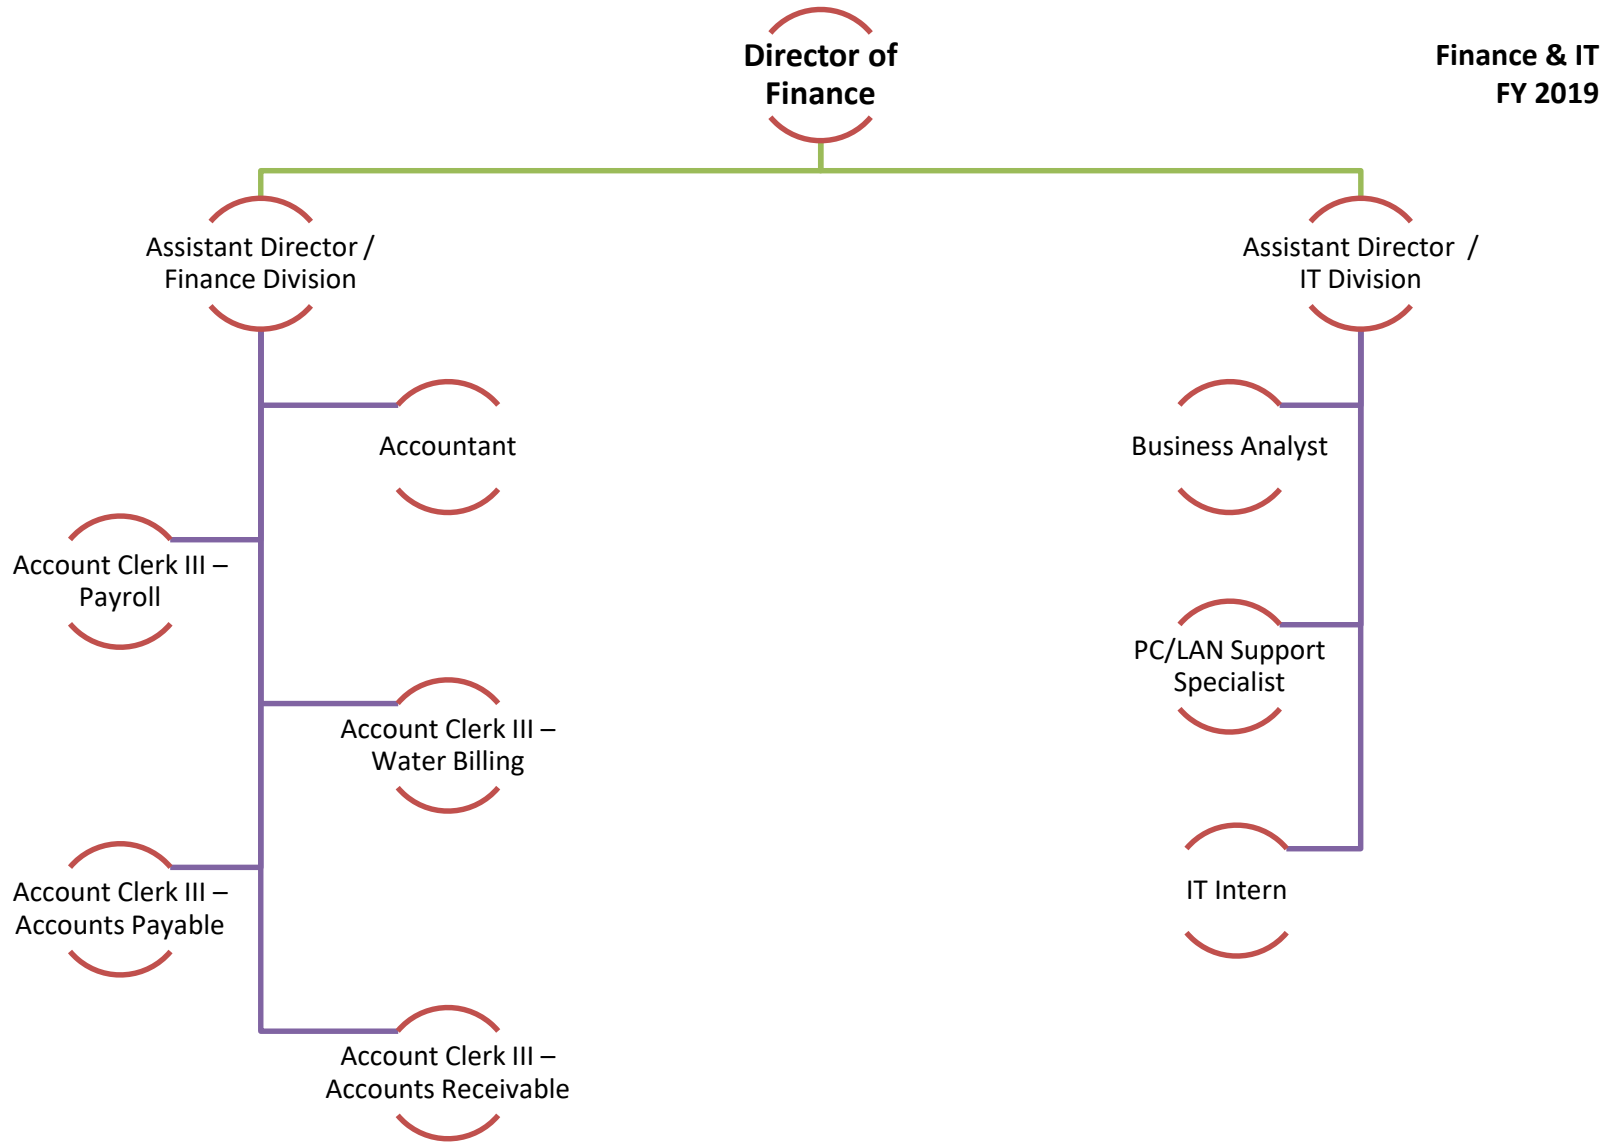 Director of
Finance
Finance & IT
FY 2019
Assistant Director /
Finance Division
Assistant Director /
IT Division
Accountant
Business Analyst
Account Clerk III –
Payroll
PC/LAN Support
Specialist
Account Clerk III –
Water Billing
Account Clerk III –
Accounts Payable
IT Intern
Account Clerk III –
Accounts Receivable